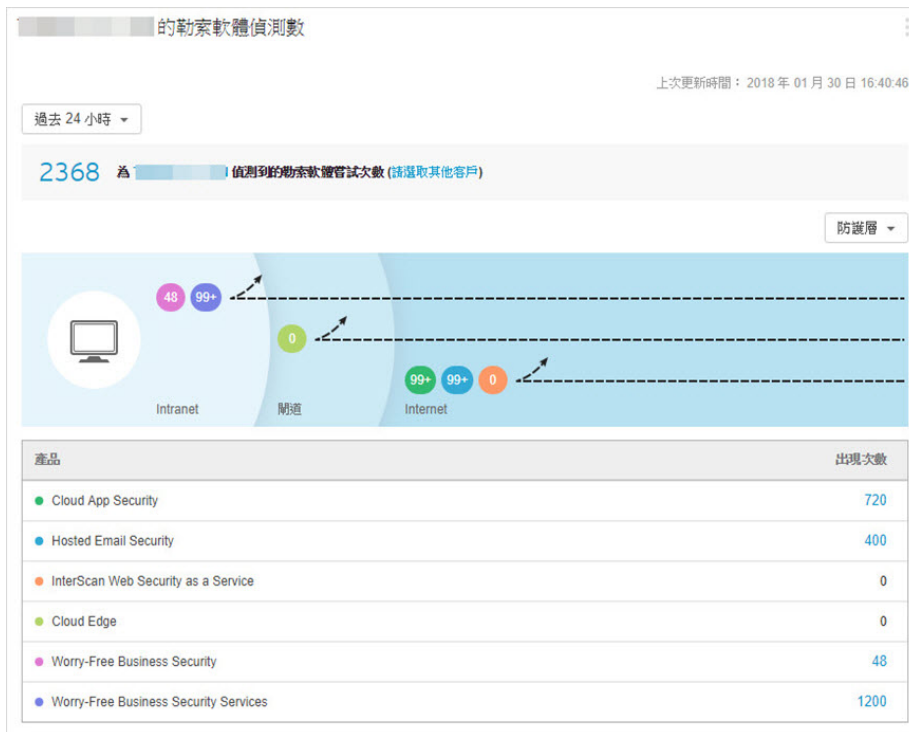 的勒索軟體偵測數
上次更新時間： 2018 年 01 月 30 日 16:40:46
過去 24 小時
2368 為 偵測到的勒索軟體嘗試次數 (請選取其他客戶)
防護層
48 99+
0
99+ 99+ 0
Intranet 閘道 Internet
產品 出現次數
Cloud App Security 720
Hosted Email Security 400
InterScan Web Security as a Service 0
Cloud Edge 0
Worry-Free Business Security 48
Worry-Free Business Security Services 1200